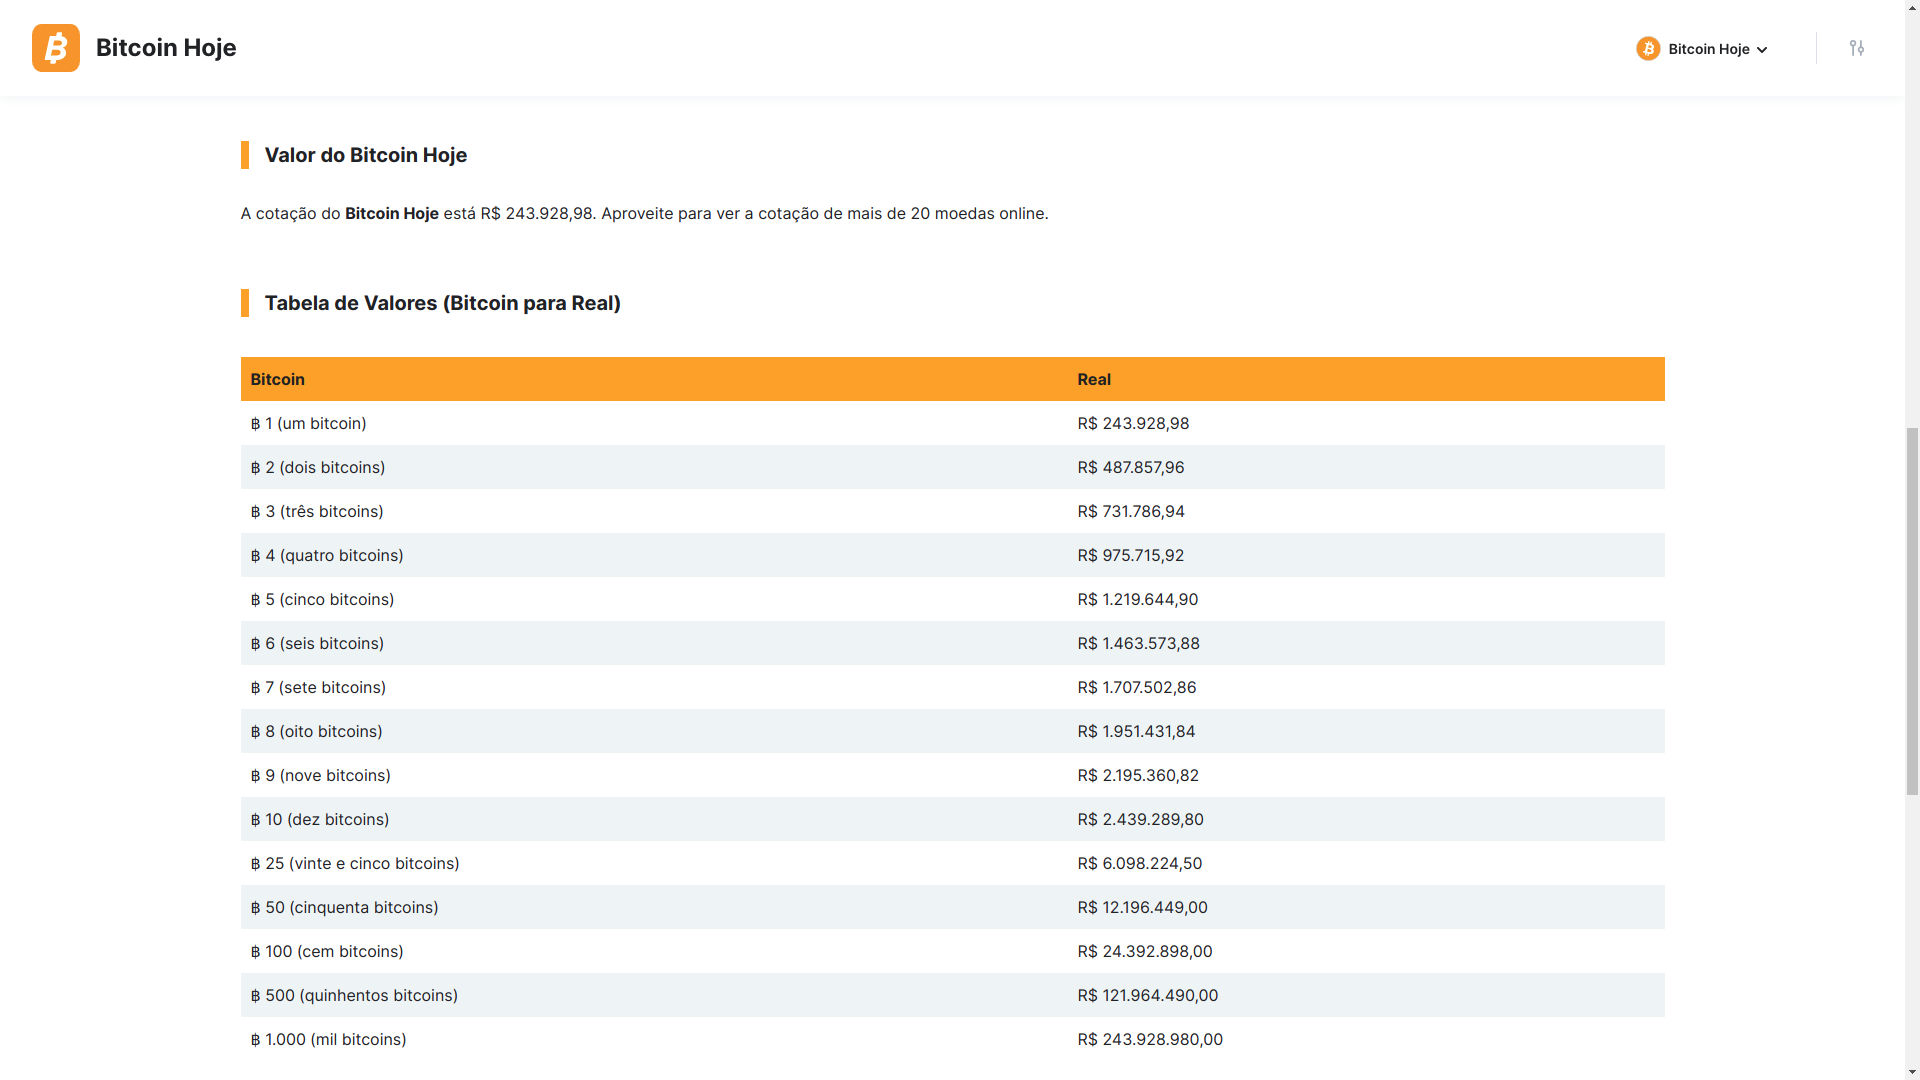 Bitcoin Hoje
Bitcoin Hoje
Valor do Bitcoin Hoje
A cotação do Bitcoin Hoje está R$ 243.928,98. Aproveite para ver a cotação de mais de 20 moedas online.
Tabela de Valores (Bitcoin para Real)
Bitcoin Real
฿ 1 (um bitcoin) R$ 243.928,98
฿ 2 (dois bitcoins) R$ 487.857,96
฿ 3 (três bitcoins) R$ 731.786,94
฿ 4 (quatro bitcoins) R$ 975.715,92
฿ 5 (cinco bitcoins) R$ 1.219.644,90
฿ 6 (seis bitcoins) R$ 1.463.573,88
฿ 7 (sete bitcoins) R$ 1.707.502,86
฿ 8 (oito bitcoins) R$ 1.951.431,84
฿ 9 (nove bitcoins) R$ 2.195.360,82
฿ 10 (dez bitcoins) R$ 2.439.289,80
฿ 25 (vinte e cinco bitcoins) R$ 6.098.224,50
฿ 50 (cinquenta bitcoins) R$ 12.196.449,00
฿ 100 (cem bitcoins) R$ 24.392.898,00
฿ 500 (quinhentos bitcoins) R$ 121.964.490,00
฿ 1.000 (mil bitcoins) R$ 243.928.980,00